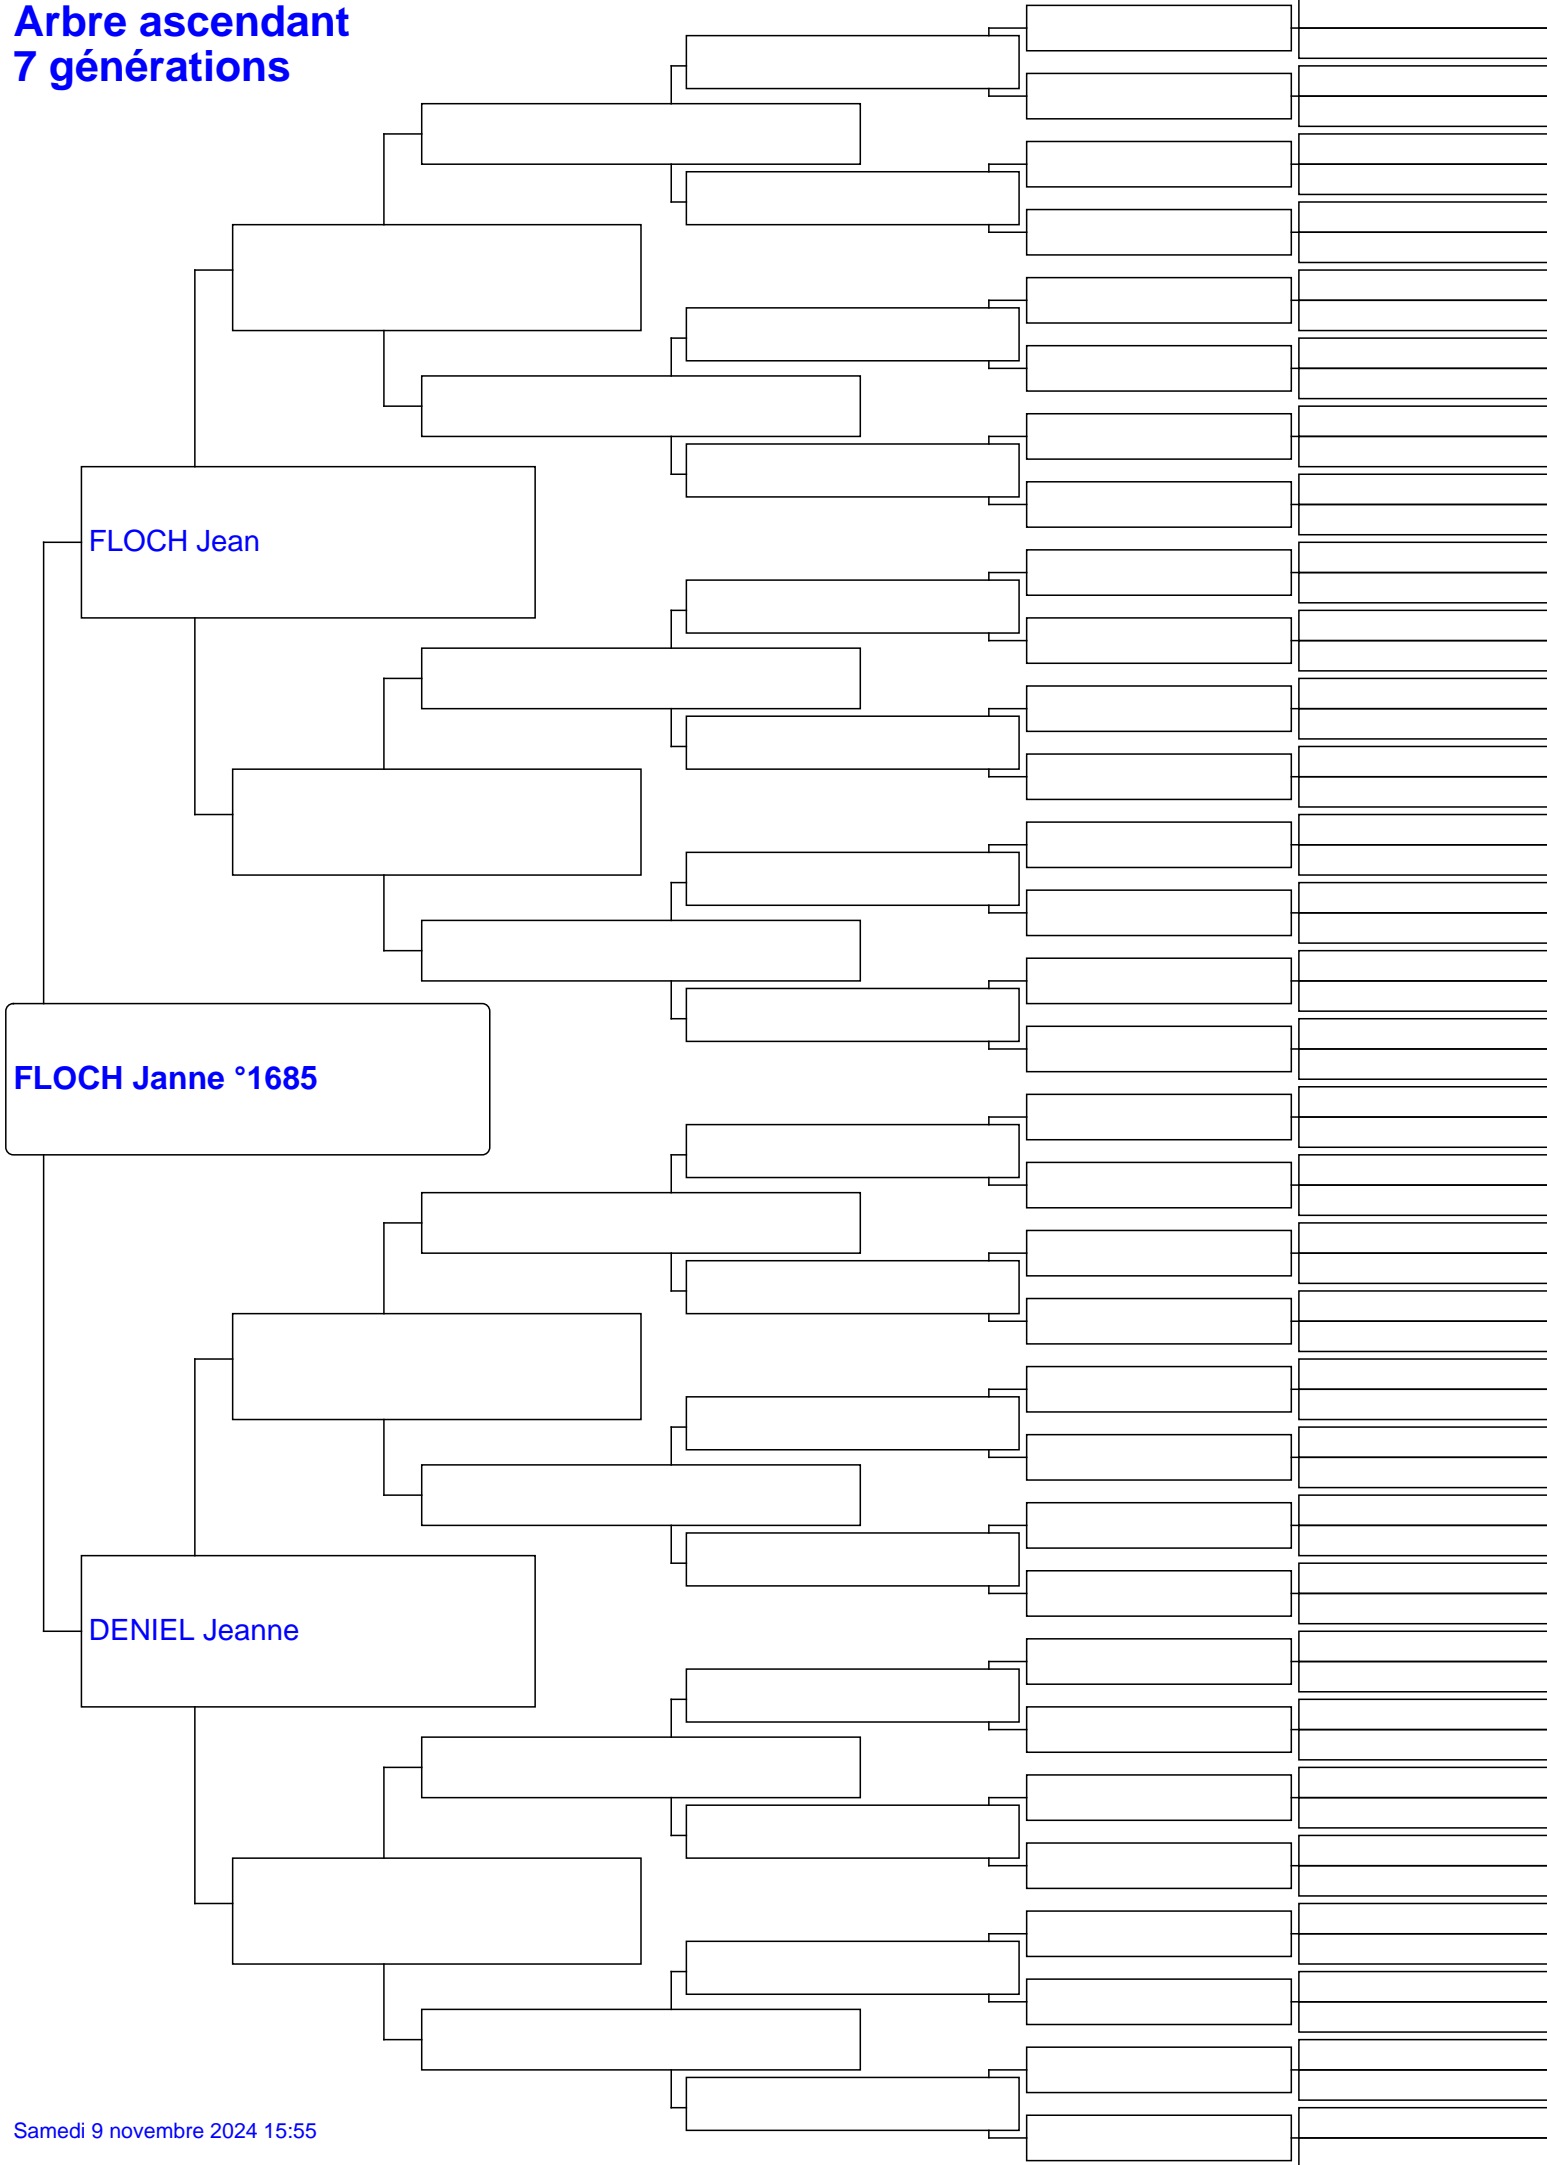 Arbre ascendant
7 générations
FLOCH Jean
FLOCH Janne °1685
DENIEL Jeanne
Samedi 9 novembre 2024 15:55